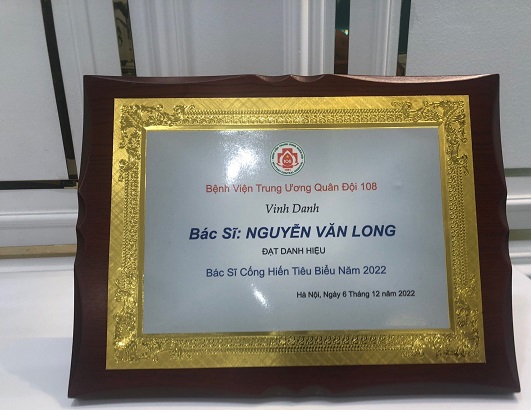 108
Bệnh Viện Trung Ương Quân Đội 108
Vinh Danh
Bác Sĩ: NGUYỄN VĂN LONG
ĐẠT DANH HIỆU
Bác Sĩ Cống Hiến Tiêu Biểu Năm 2022
Hà Nội, Ngày 6 Tháng 12 năm 2022